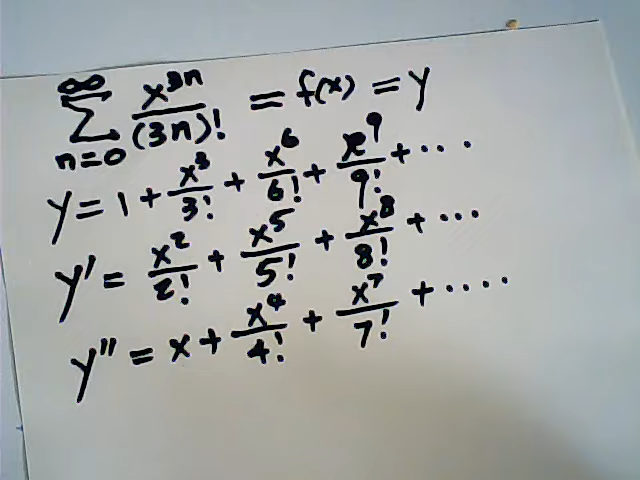 ∞∑n=0 x^3n/(3n)! = f(x) = y
y = 1 + x^3/3! + x^6/6! + x^9/9! + ...
y' = x^2/2! + x^5/5! + x^8/8! + ...
y'' = x + x^4/4! + x^7/7! + ....